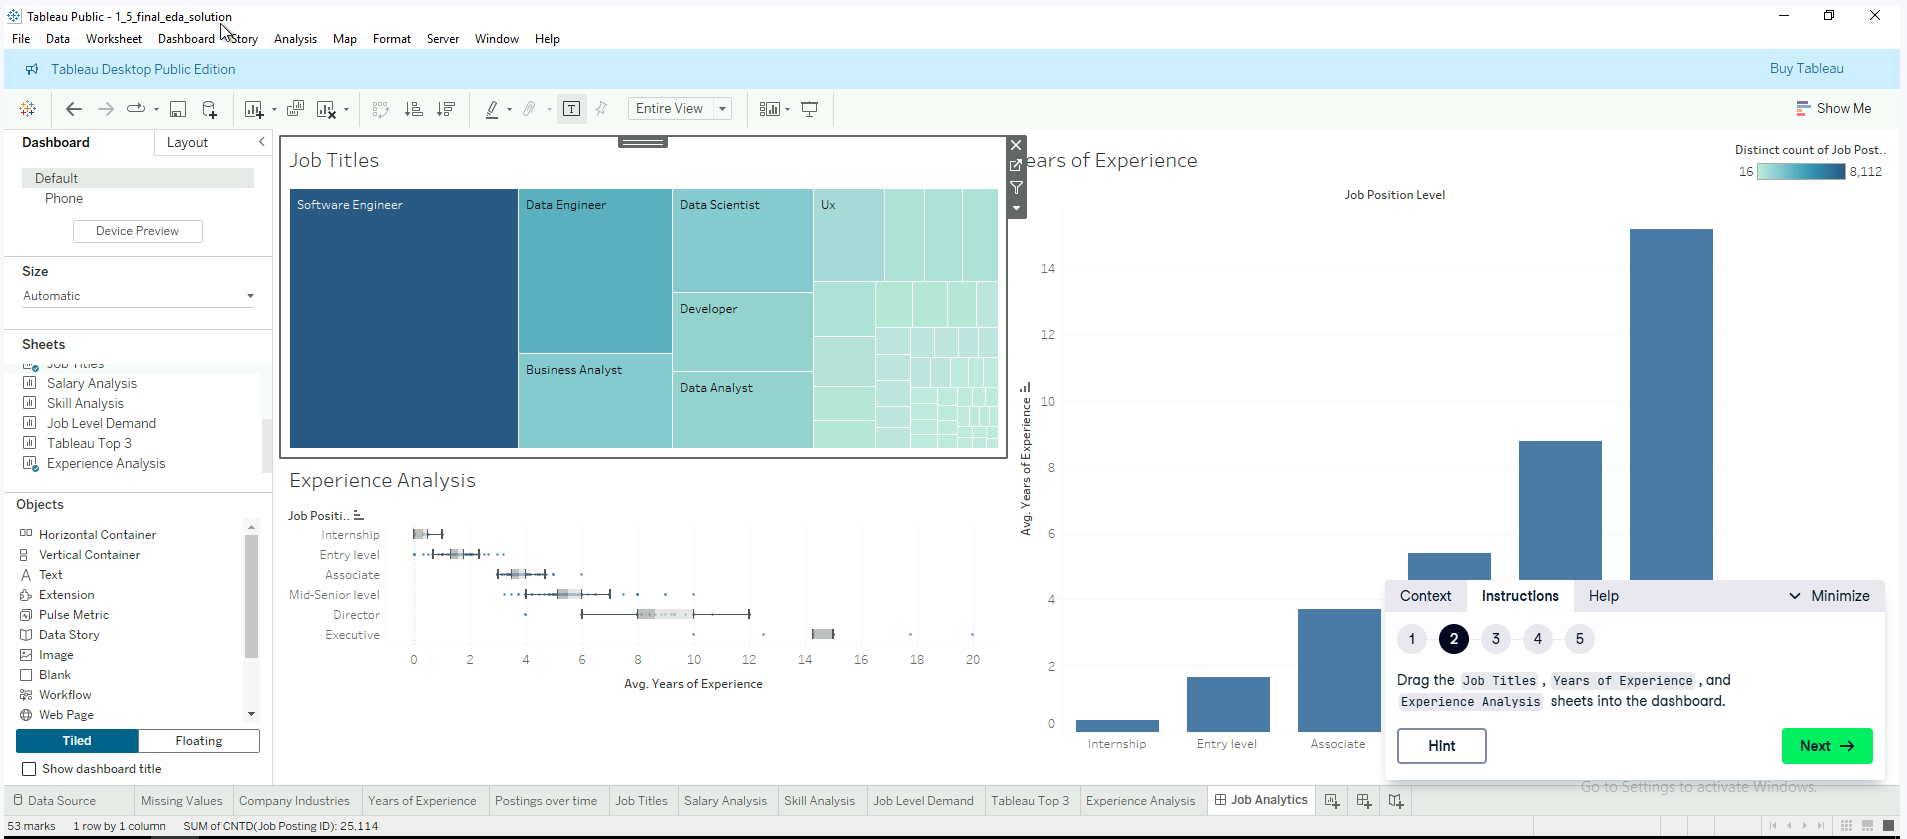 Tableau Public - 1_5_final_eda_solution
File Data Worksheet Dashboard Story Analysis Map Format Server Window Help
Tableau Desktop Public Edition
Buy Tableau
Entire View
Show Me
Dashboard
Layout
Default
Phone
Device Preview
Size
Automatic
Sheets
Job Titles
Salary Analysis
Skill Analysis
Job Level Demand
Tableau Top 3
Experience Analysis
Objects
Horizontal Container
Vertical Container
Text
Extension
Pulse Metric
Data Story
Image
Blank
Workflow
Web Page
Tiled
Floating
Show dashboard title
Job Titles
Software Engineer
Data Engineer
Data Scientist
Ux
Developer
Business Analyst
Data Analyst
Experience Analysis
Job Positi..
Internship
Entry level
Associate
Mid-Senior level
Director
Executive
0 2 4 6 8 10 12 14 16 18 20
Avg. Years of Experience
ears of Experience
Job Position Level
Distinct count of Job Post..
16 8,112
Avg. Years of Experience
14
12
10
8
6
4
2
0
Internship Entry level Associate
Context Instructions Help Minimize
1 2 3 4 5
Drag the Job Titles , Years of Experience , and
Experience Analysis sheets into the dashboard.
HInt
Next
Go to Settings to activate Windows.
Data Source Missing Values Company Industries Years of Experience Postings over time Job Titles Salary Analysis Skill Analysis Job Level Demand Tableau Top 3 Experience Analysis Job Analytics
53 marks 1 row by 1 column SUM of CNTD(Job Posting ID): 25,114